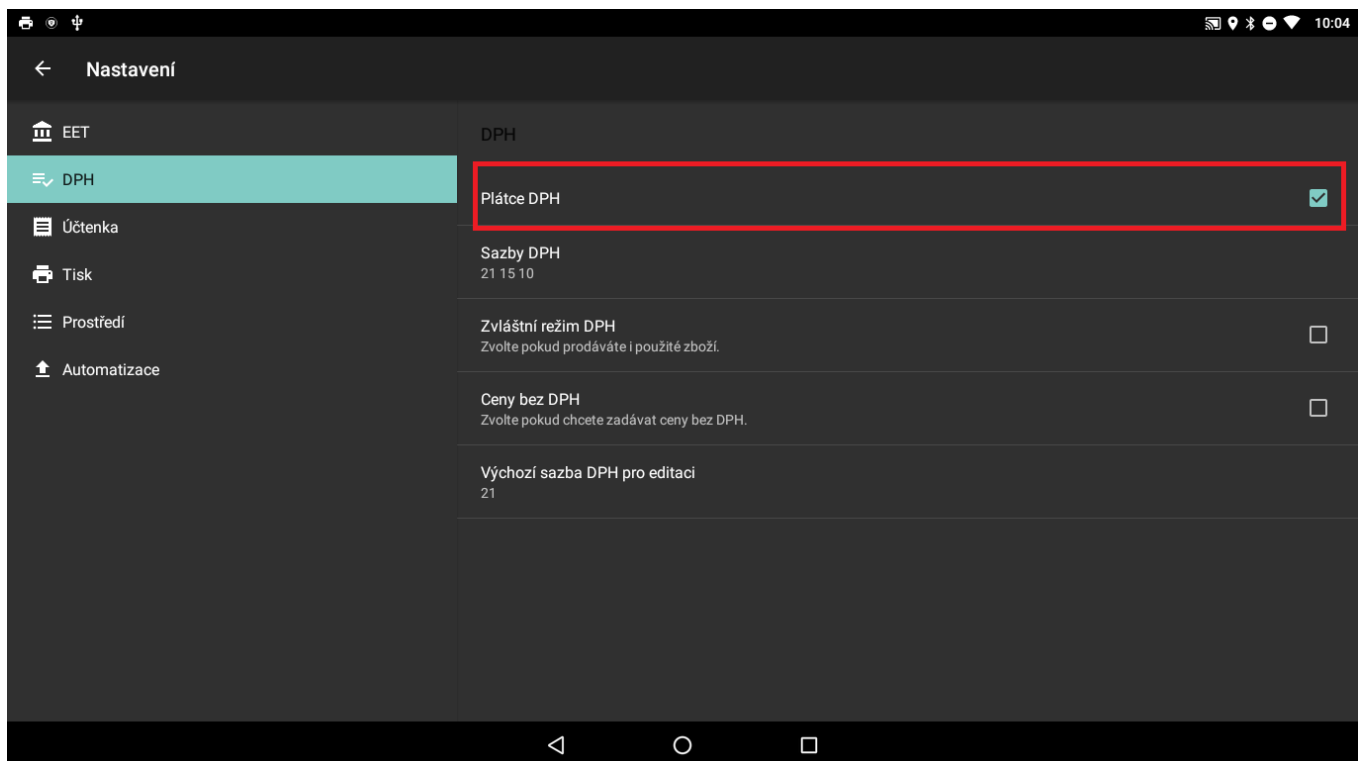 10:04
Nastavení
EET
DPH
Účtenka
Tisk
Prostředí
Automatizace
DPH
Plátce DPH
Sazby DPH
21 15 10
Zvláštní režim DPH
Zvolte pokud prodáváte i použité zboží.
Ceny bez DPH
Zvolte pokud chcete zadávat ceny bez DPH.
Výchozí sazba DPH pro editaci
21